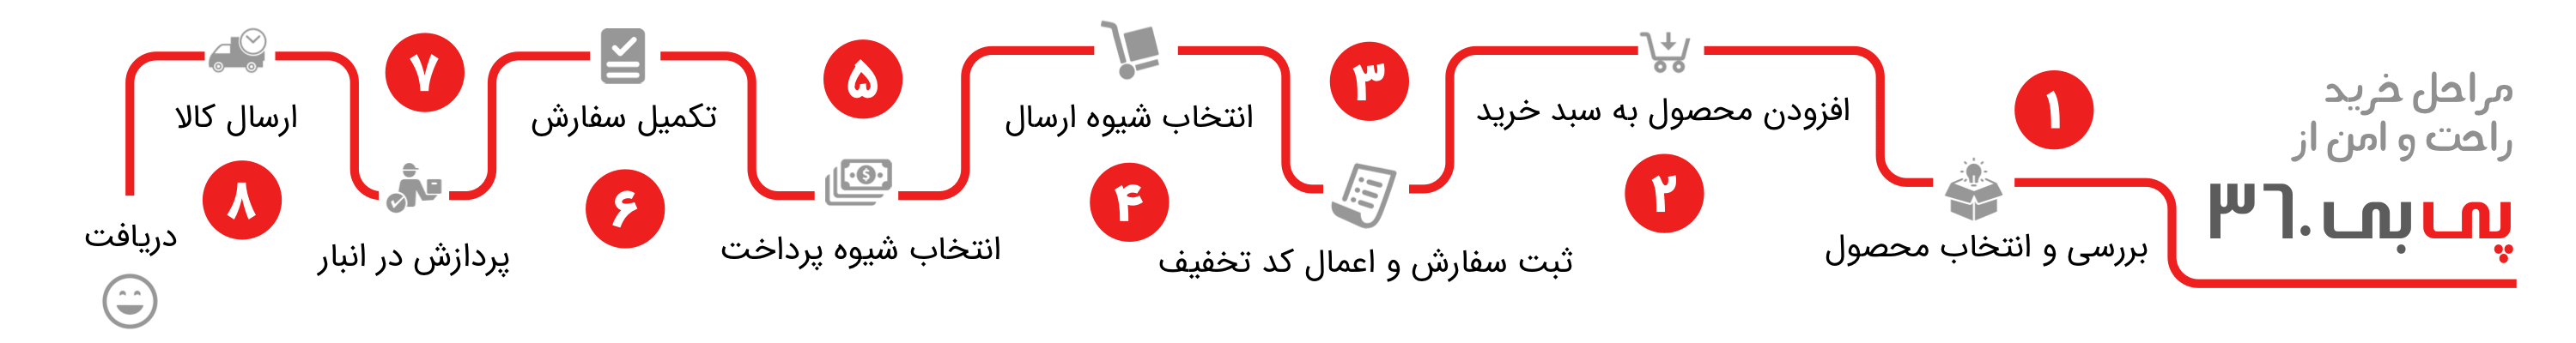 مراحل خرید
راحت و امن از
پی‌بی.۳۶۰
۱
بررسی و انتخاب محصول
افزودن محصول به سبد خرید
۲
۳
ثبت سفارش و اعمال کد تخفیف
انتخاب شیوه ارسال
۴
۵
انتخاب شیوه پرداخت
تکمیل سفارش
۶
۷
پردازش در انبار
ارسال کالا
۸
دریافت